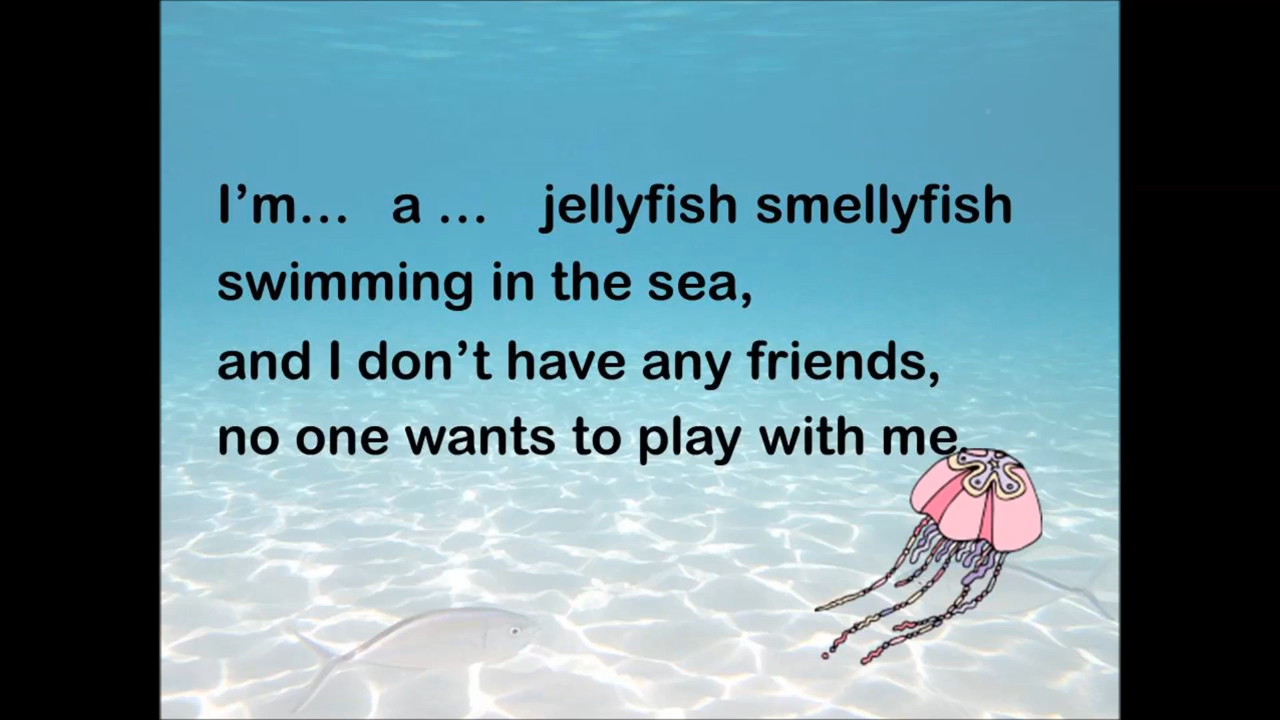 I’m… a … jellyfish smellyfish
swimming in the sea,
and I don’t have any friends,
no one wants to play with me.